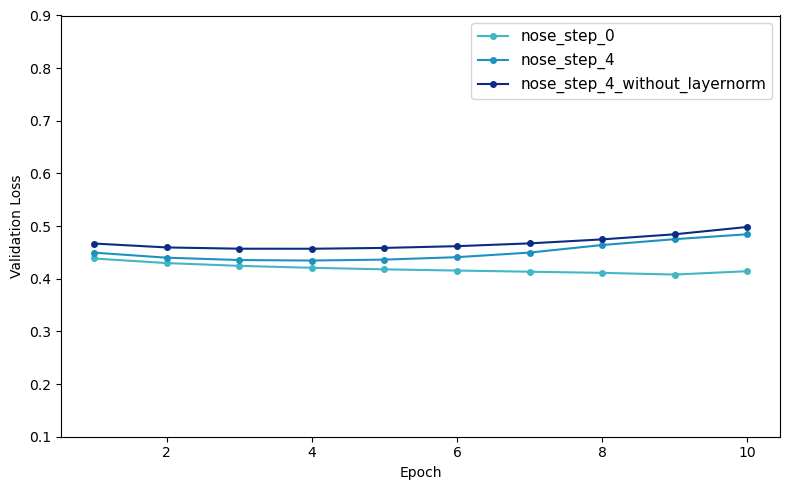 0.9
0.8
0.7
0.6
0.5
0.4
0.3
0.2
0.1
Validation Loss
nose_step_0
nose_step_4
nose_step_4_without_layernorm
2 4 6 8 10
Epoch